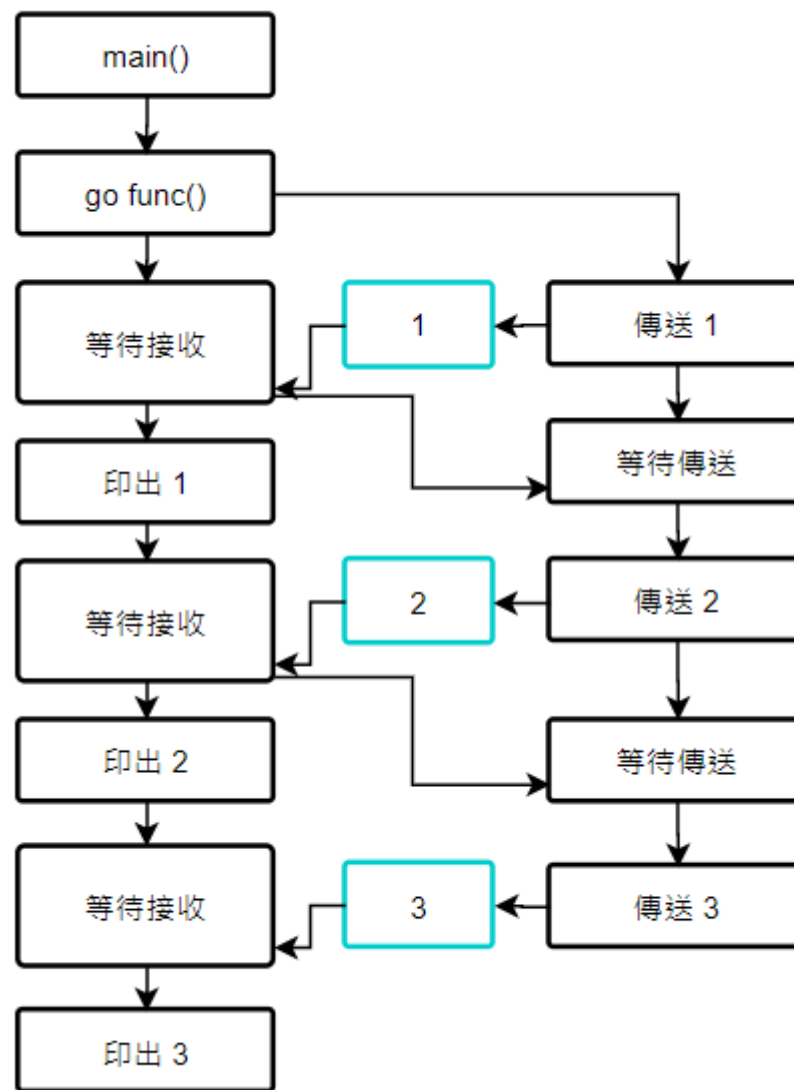 main()
go func()
等待接收
1
傳送 1
印出 1
等待傳送
等待接收
2
傳送 2
印出 2
等待傳送
等待接收
3
傳送 3
印出 3